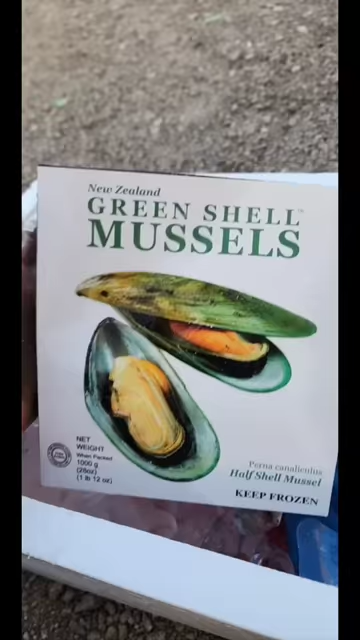 New Zealand
GREEN SHELL™
MUSSELS
NET
WEIGHT
When Packed
1000 g
(28oz)
(1 lb 12 oz)
Perna canaliculus
Half Shell Mussel
KEEP FROZEN